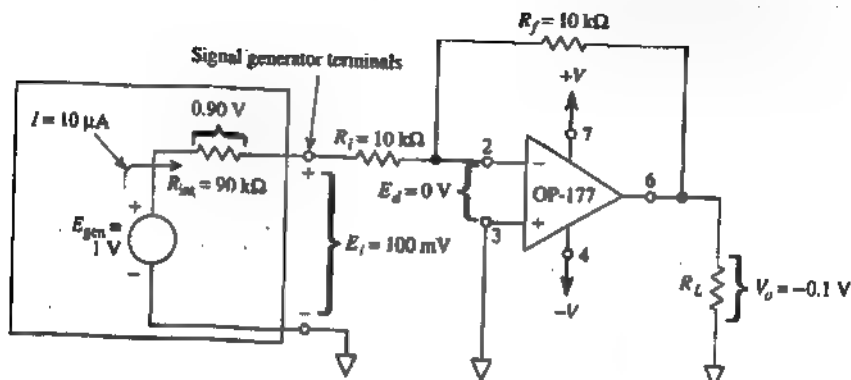 R_f = 10 kΩ
Signal generator terminals
+V
0.90 V
I = 10 μA
R_i = 10 kΩ
7
2
−
R_int = 90 kΩ
+
E_d = 0 V
OP-177
6
+
3
+
E_gen = 1 V
E_i = 100 mV
4
−
R_L
V_o = −0.1 V
−
−V